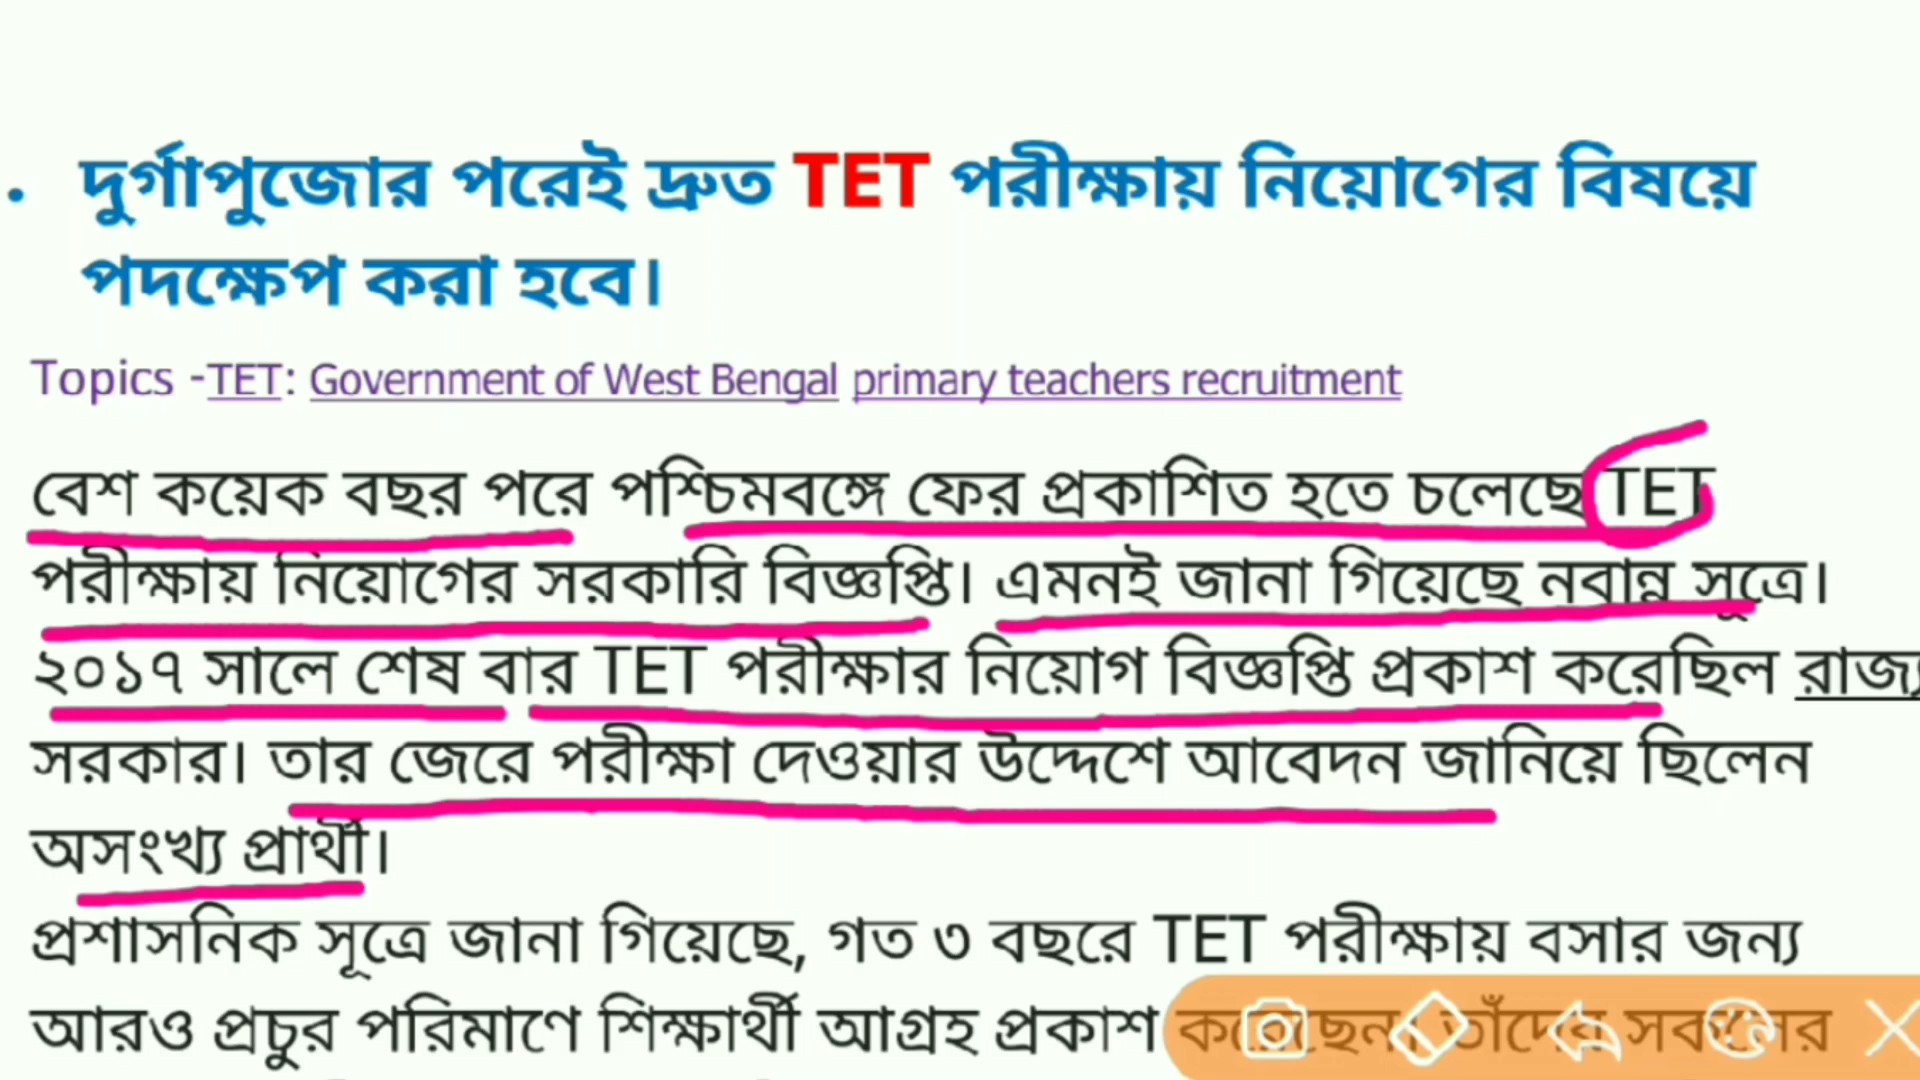 • দুর্গাপুজোর পরেই দ্রুত TET পরীক্ষায় নিয়োগের বিষয়ে
পদক্ষেপ করা হবে।
Topics -TET: Government of West Bengal primary teachers recruitment
বেশ কয়েক বছর পরে পশ্চিমবঙ্গে ফের প্রকাশিত হতে চলেছে TET
পরীক্ষায় নিয়োগের সরকারি বিজ্ঞপ্তি। এমনই জানা গিয়েছে নবান্ন সূত্রে।
২০১৭ সালে শেষ বার TET পরীক্ষার নিয়োগ বিজ্ঞপ্তি প্রকাশ করেছিল রাজ্য
সরকার। তার জেরে পরীক্ষা দেওয়ার উদ্দেশে আবেদন জানিয়ে ছিলেন
অসংখ্য প্রার্থী।
প্রশাসনিক সূত্রে জানা গিয়েছে, গত ৩ বছরে TET পরীক্ষায় বসার জন্য
আরও প্রচুর পরিমাণে শিক্ষার্থী আগ্রহ প্রকাশ করেছেন। তাঁদের সকলের